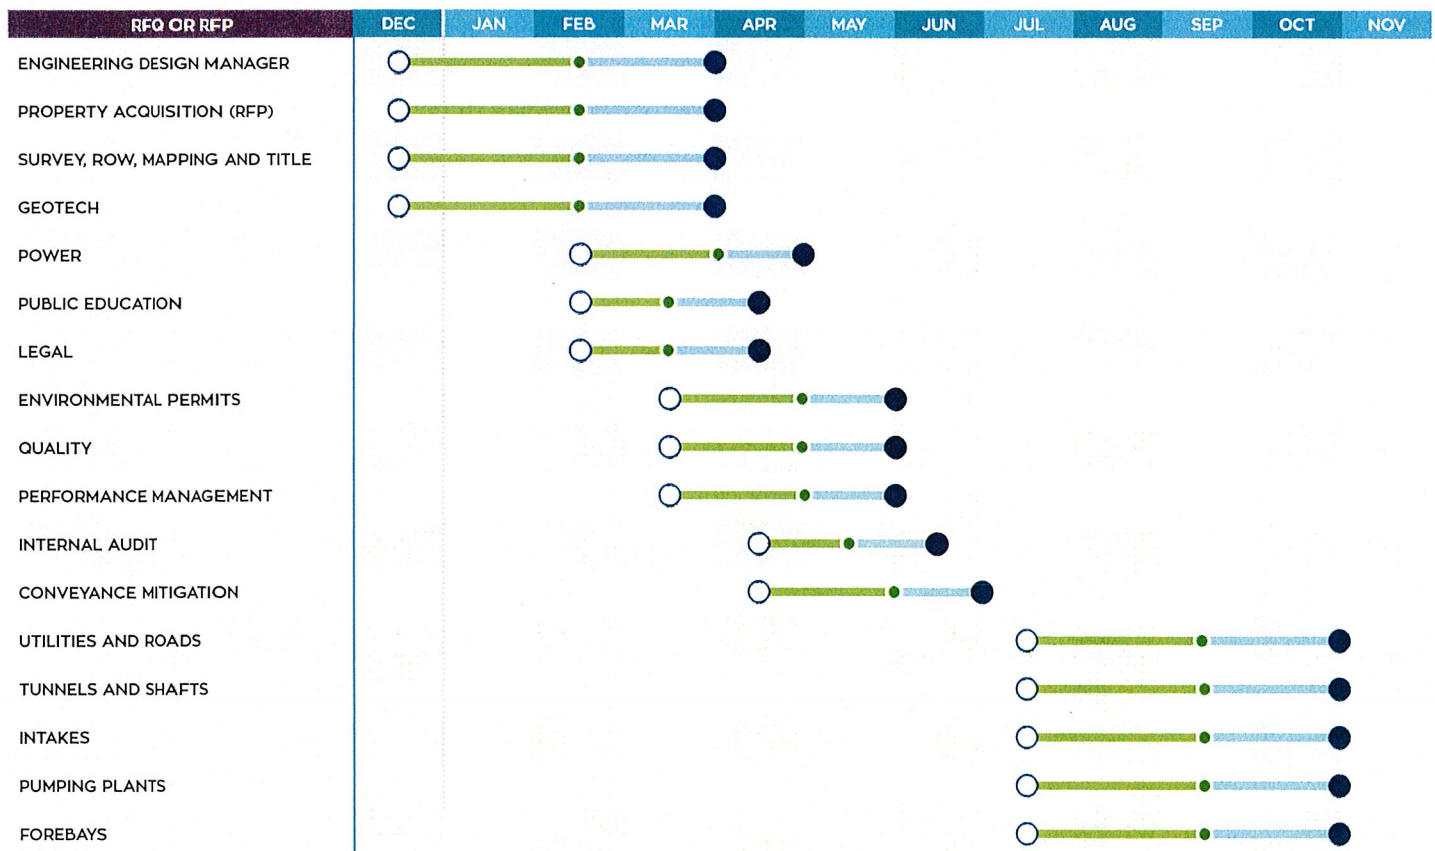 RFQ OR RFP DEC JAN FEB MAR APR MAY JUN JUL AUG SEP OCT NOV
ENGINEERING DESIGN MANAGER
PROPERTY ACQUISITION (RFP)
SURVEY, ROW, MAPPING AND TITLE
GEOTECH
POWER
PUBLIC EDUCATION
LEGAL
ENVIRONMENTAL PERMITS
QUALITY
PERFORMANCE MANAGEMENT
INTERNAL AUDIT
CONVEYANCE MITIGATION
UTILITIES AND ROADS
TUNNELS AND SHAFTS
INTAKES
PUMPING PLANTS
FOREBAYS